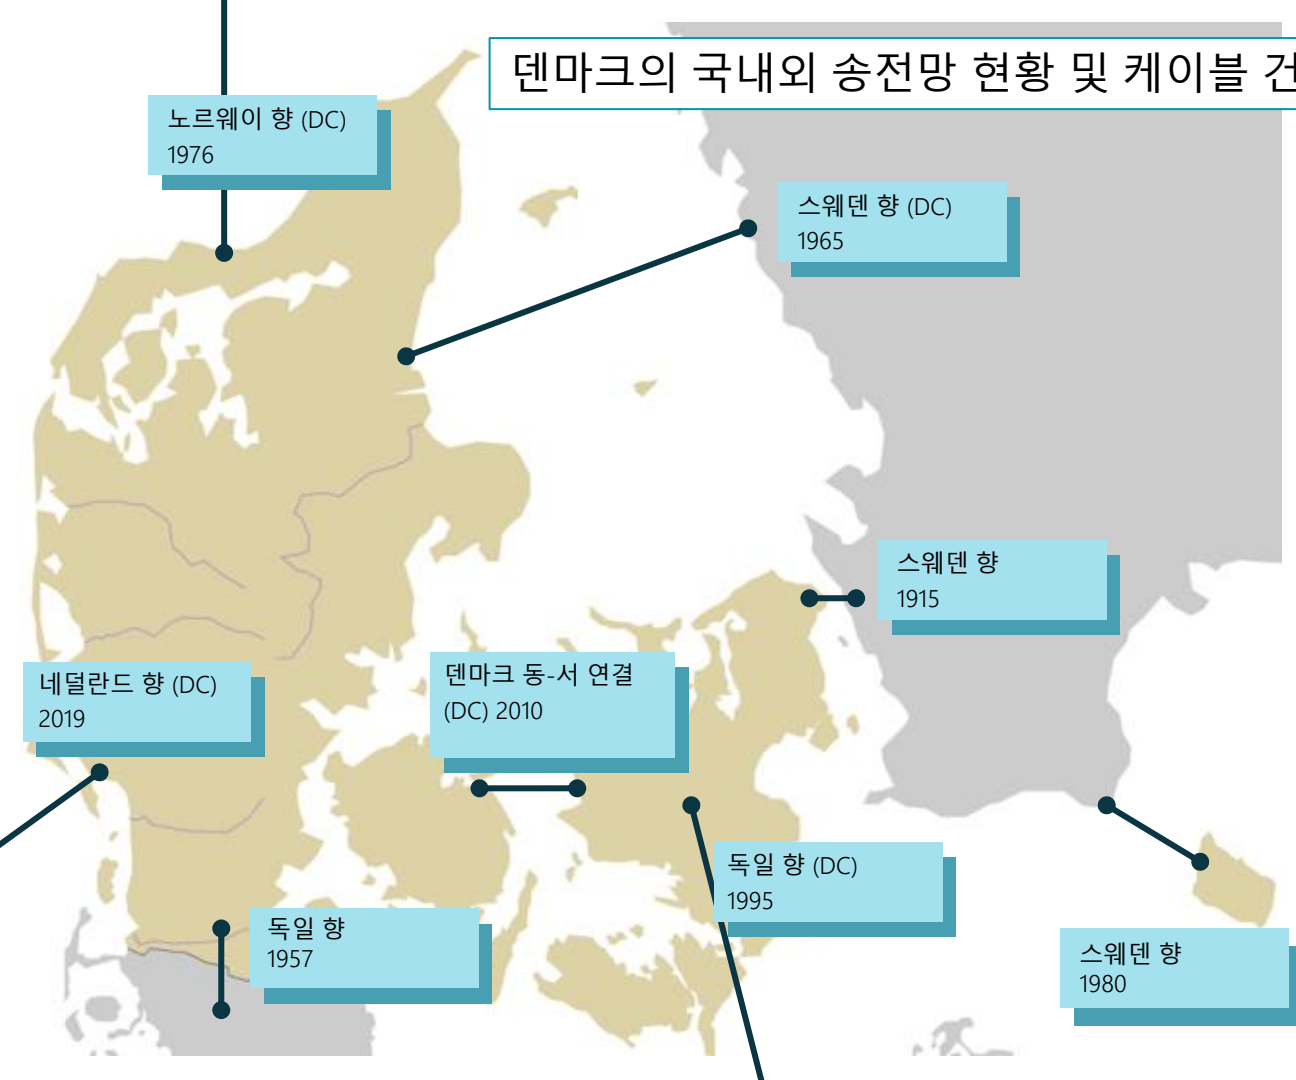 덴마크의 국내외 송전망 현황 및 케이블 건
노르웨이 향 (DC)
1976
스웨덴 향 (DC)
1965
스웨덴 향
1915
네덜란드 향 (DC)
2019
덴마크 동-서 연결
(DC) 2010
독일 향 (DC)
1995
독일 향
1957
스웨덴 향
1980